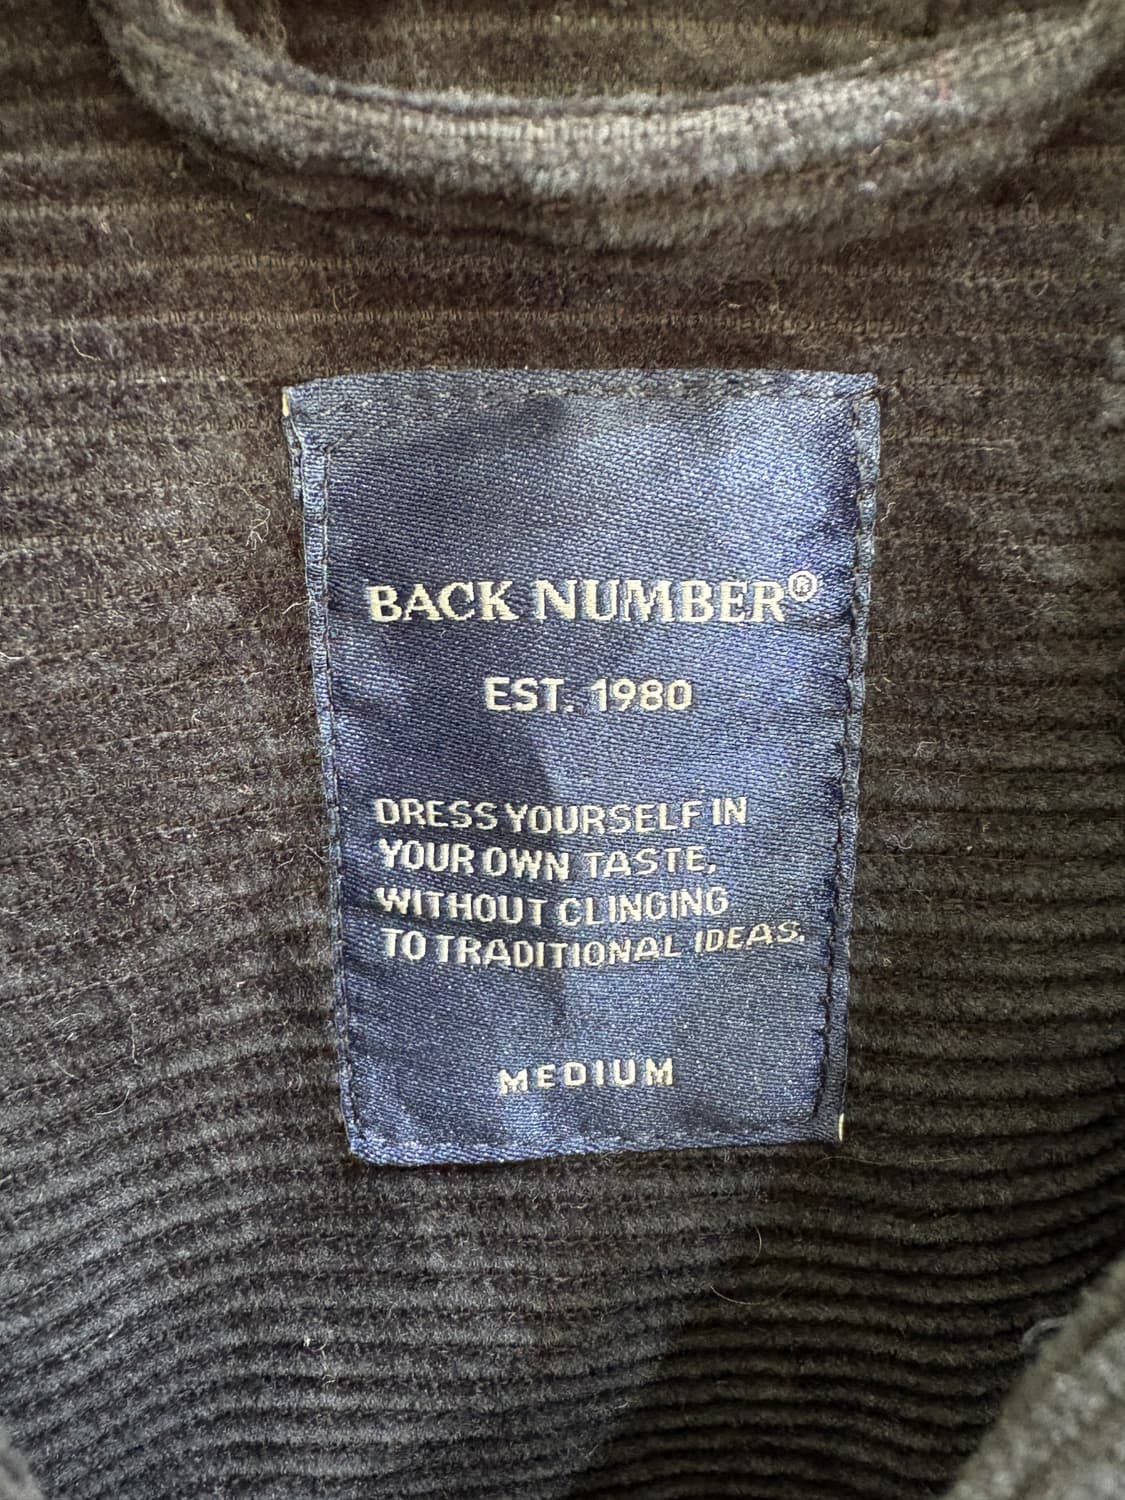 BACK NUMBER®
EST. 1980
DRESS YOURSELF IN
YOUR OWN TASTE,
WITHOUT CLINGING
TO TRADITIONAL IDEAS.
MEDIUM